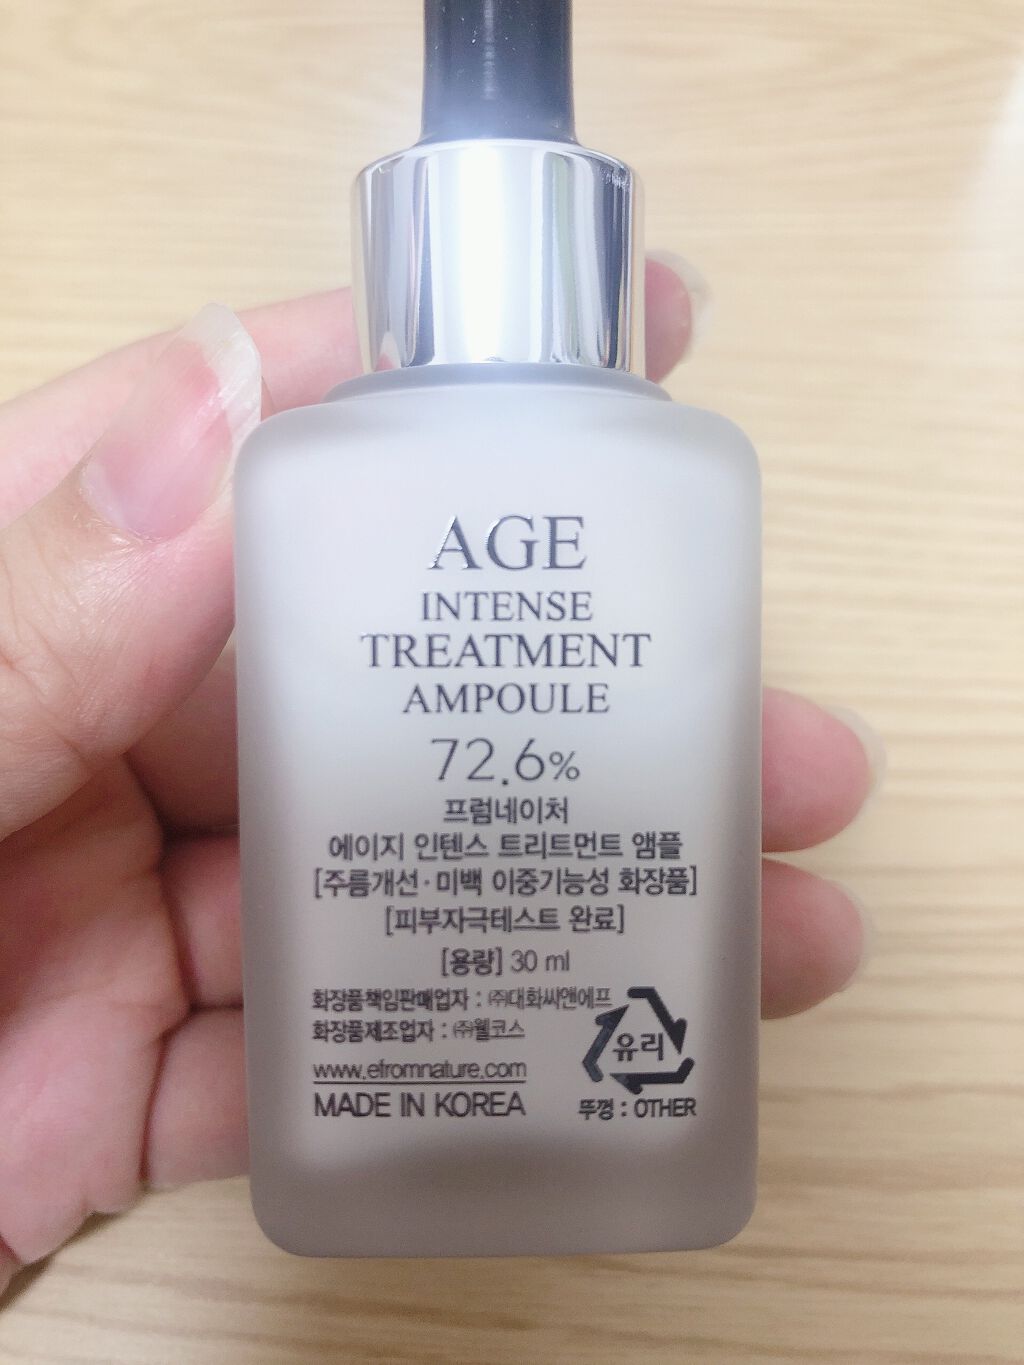 AGE
INTENSE
TREATMENT
AMPOULE
72.6%
프럼네이처
에이지 인텐스 트리트먼트 앰플
[주름개선·미백 이중기능성 화장품]
[피부자극테스트 완료]
[용량] 30 ml
화장품책임판매업자 : ㈜대화씨앤에프
화장품제조업자 : ㈜웰코스
www.efromnature.com
MADE IN KOREA
유리
뚜껑 : OTHER